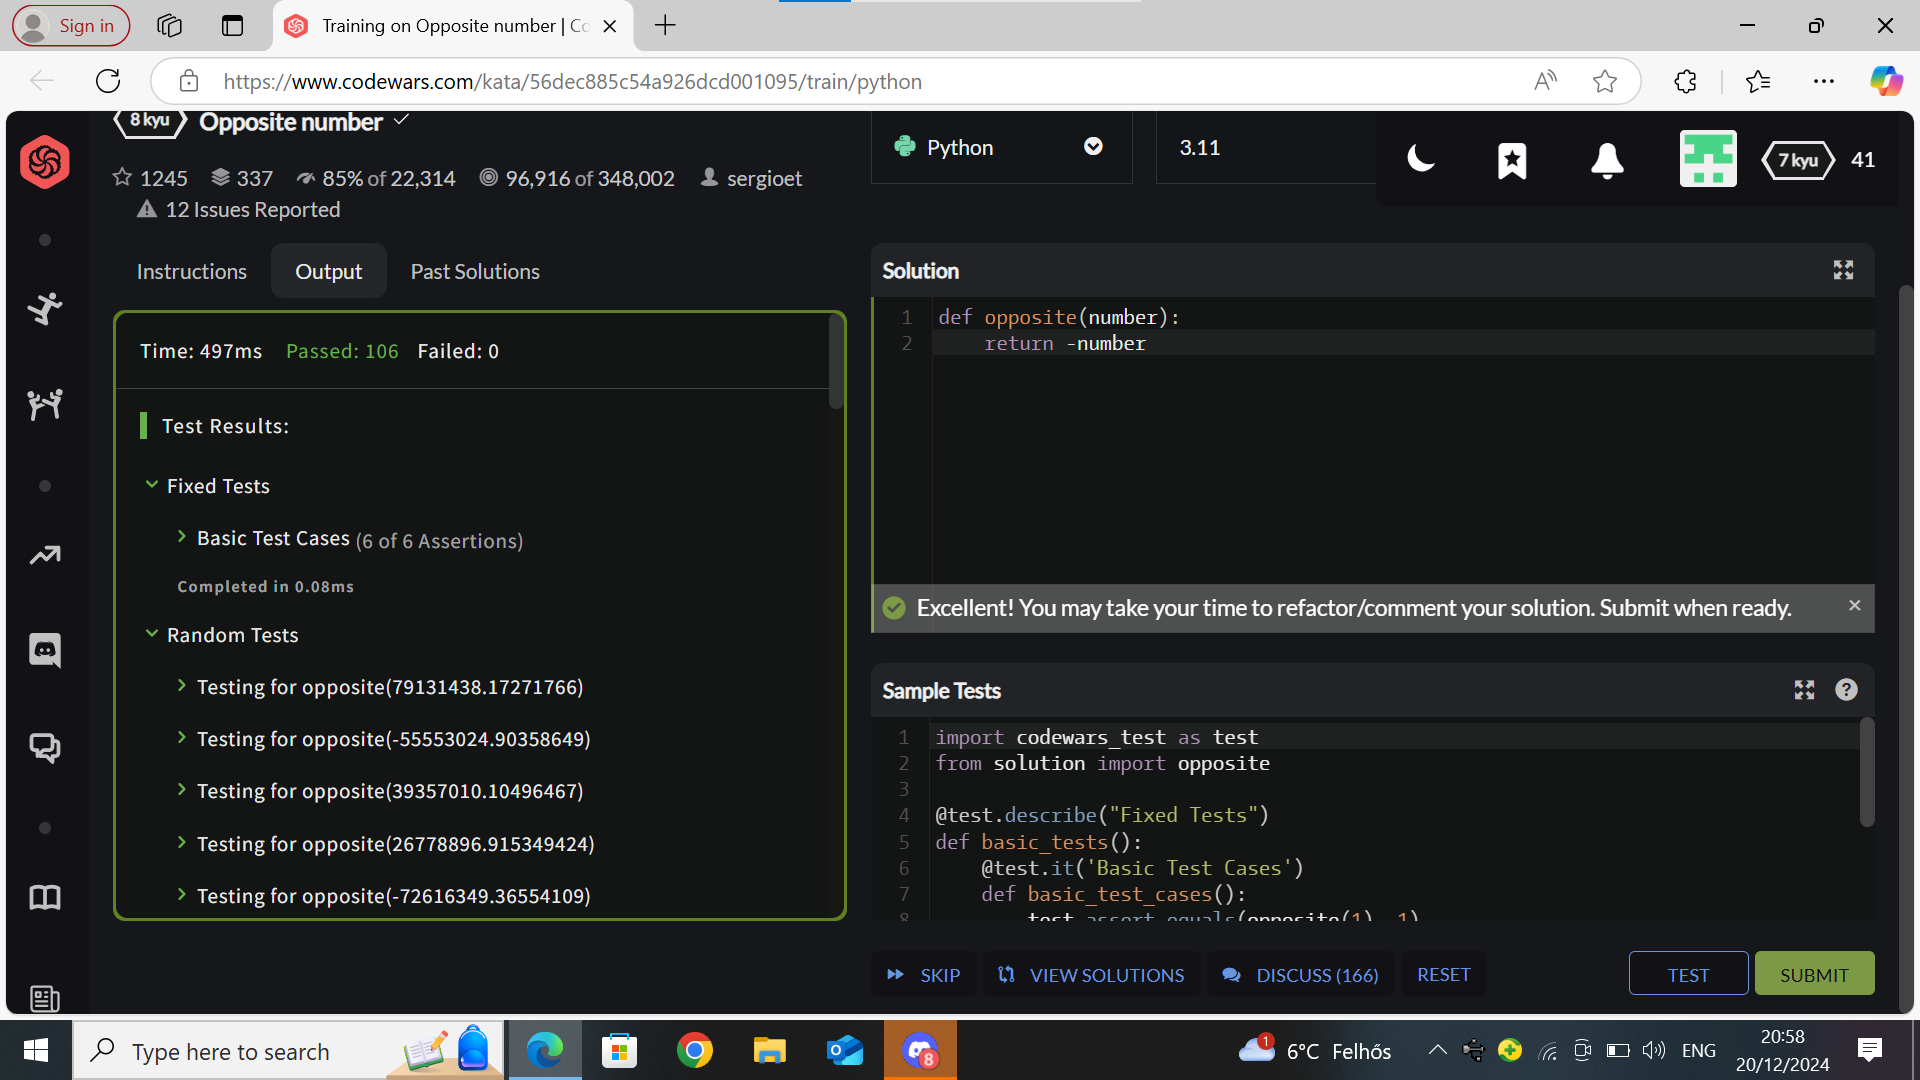 Sign in
Training on Opposite number | Co
https://www.codewars.com/kata/56dec885c54a926dcd001095/train/python
8 kyu
Opposite number
1245
337
85% of 22,314
96,916 of 348,002
sergioet
12 Issues Reported
Python
3.11
7 kyu
41
Instructions
Output
Past Solutions
Time: 497ms Passed: 106 Failed: 0
Test Results:
Fixed Tests
Basic Test Cases (6 of 6 Assertions)
Completed in 0.08ms
Random Tests
Testing for opposite(79131438.17271766)
Testing for opposite(-55553024.90358649)
Testing for opposite(39357010.10496467)
Testing for opposite(26778896.915349424)
Testing for opposite(-72616349.36554109)
Solution
1 def opposite(number):
2 return -number
Excellent! You may take your time to refactor/comment your solution. Submit when ready.
Sample Tests
?
1 import codewars_test as test
2 from solution import opposite
3
4 @test.describe("Fixed Tests")
5 def basic_tests():
6 @test.it('Basic Test Cases')
7 def basic_test_cases():
8 test.assert_equals(opposite(1), -1)
SKIP
VIEW SOLUTIONS
DISCUSS (166)
RESET
TEST
SUBMIT
Type here to search
8
1
6°C Felhős
ENG
20:58
20/12/2024